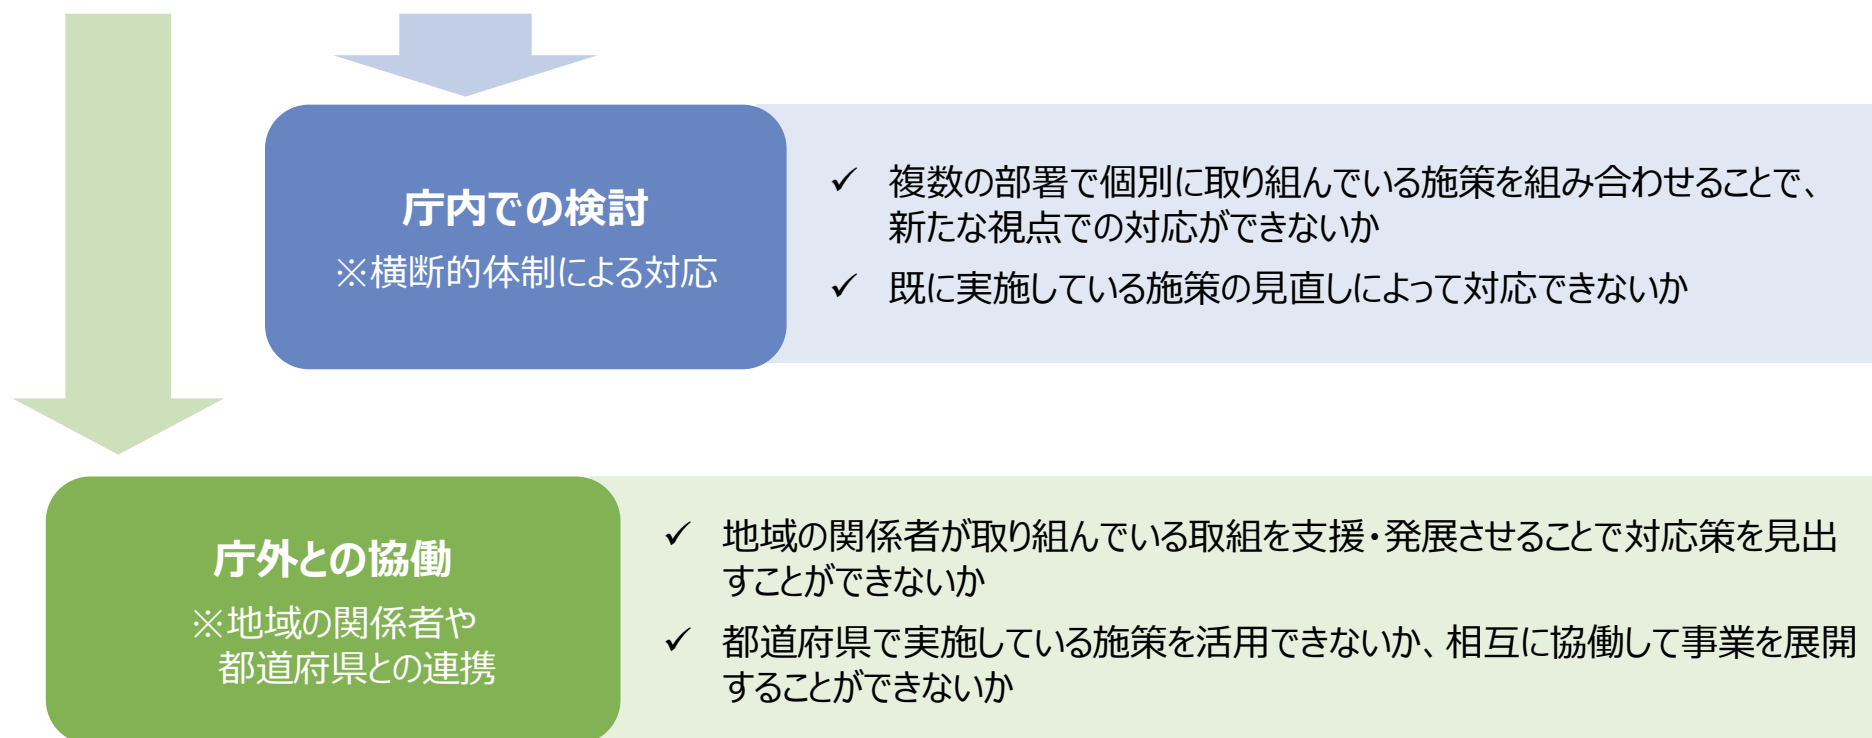 庁内での検討
※横断的体制による対応
✓ 複数の部署で個別に取り組んでいる施策を組み合わせることで、
新たな視点での対応ができないか
✓ 既に実施している施策の見直しによって対応できないか
庁外との協働
※地域の関係者や
都道府県との連携
✓ 地域の関係者が取り組んでいる取組を支援・発展させることで対応策を見出
すことができないか
✓ 都道府県で実施している施策を活用できないか、相互に協働して事業を展開
することができないか